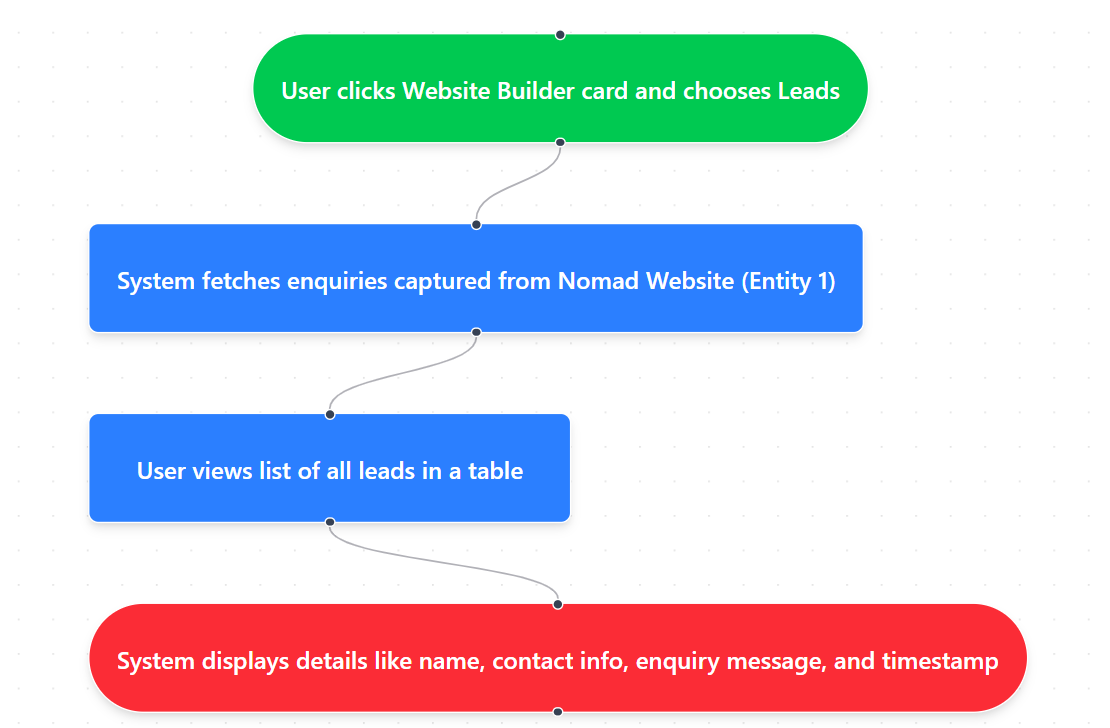 User clicks Website Builder card and chooses Leads
System fetches enquiries captured from Nomad Website (Entity 1)
User views list of all leads in a table
System displays details like name, contact info, enquiry message, and timestamp